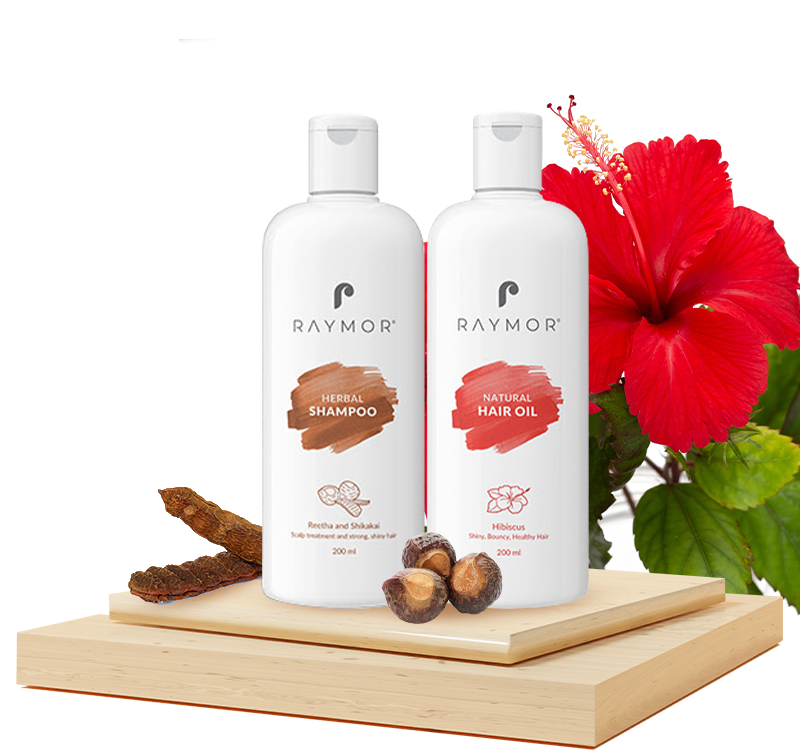 RAYMOR®
HERBAL
SHAMPOO
Reetha and Shikakai
Scalp treatment and strong, shiny hair
200 ml
RAYMOR®
NATURAL
HAIR OIL
Hibiscus
Shiny, Bouncy, Healthy Hair
200 ml